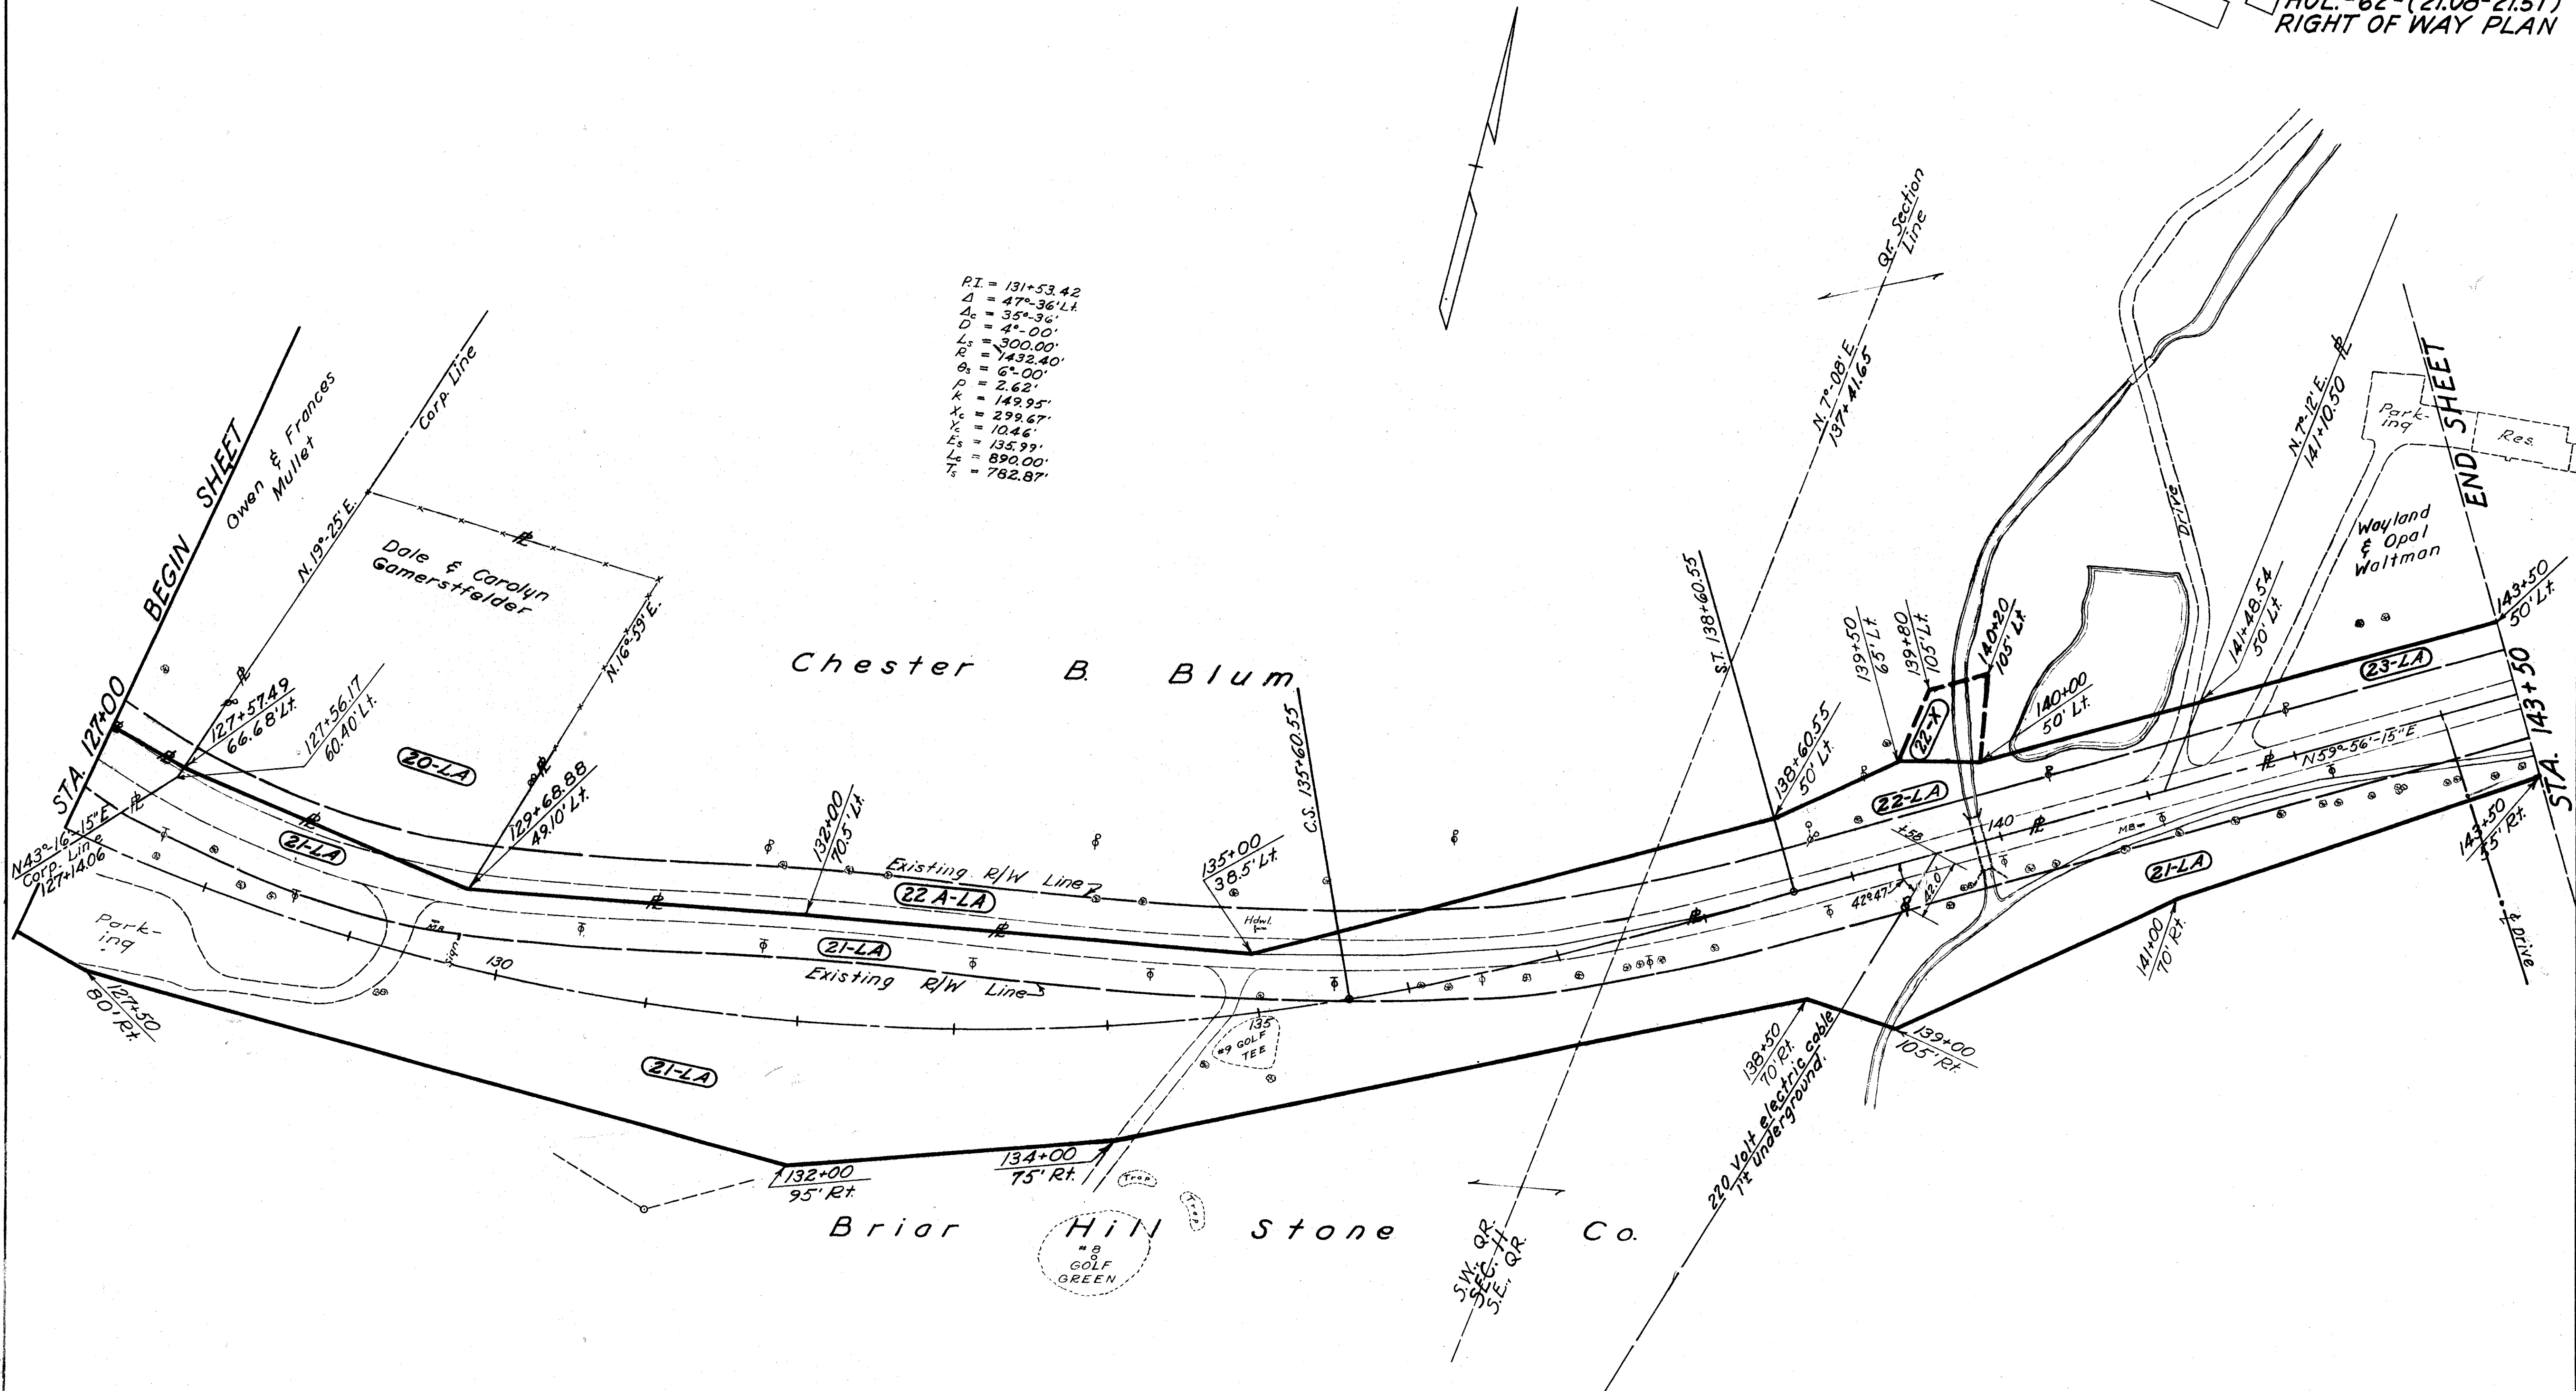 HOL.-62-(21.08-21.51)
RIGHT OF WAY PLAN
P.I. = 131+53.42
Δ = 47°-36' Lt.
Δc = 35°-36'
D = 4°-00'
Ls = 300.00'
R = 1432.40'
θs = 6°-00'
P = 2.62'
K = 149.95'
Xc = 299.67'
Yc = 10.46'
Es = 135.99'
Lc = 890.00'
Ts = 782.87'
BEGIN SHEET
STA. 127+00
Owen & Frances
Mullet
Corp. Line
N.19°-25' E.
Dale & Carolyn
Gamerstfelder
N.16°-59' E.
127+57.49
66.68' Lt.
127+56.17
60.40' Lt.
20-LA
129+68.88
49.10' Lt.
N43°-16'-15"E
Corp. Line
127+14.06
21-LA
Park-
ing
127+50
80' Rt.
MB
Sign
130
132+00
70.5' Lt.
Existing R/W Line
22 A-LA
21-LA
Existing R/W Line
21-LA
132+00
95' Rt.
134+00
75' Rt.
Chester B. Blum
C.S. 135+60.55
135+00
38.5' Lt.
Hdwl.
135
#9 GOLF
TEE
Trap
Trap
Briar Hill Stone Co.
#8
GOLF
GREEN
Qr. Section
Line
N. 7°-08' E.
137+41.65
S.W. QR.
SEC. 11
S.E. QR.
S.T. 138+60.55
138+60.55
50' Lt.
139+50
65' Lt.
139+80
105' Lt.
140+20
105' Lt.
22-X
140+00
50' Lt.
22-LA
+58
140
42°47'
42.0
138+50
70' Rt.
220 Volt electric cable
1'± underground.
139+00
105' Rt.
141+00
70' Rt.
21-LA
MB
Drive
N. 7°-12' E.
141+10.50
141+48.54
50' Lt.
Park-
ing
Res.
Wayland
& Opal
Waltman
23-LA
N59°-56'-15"E
END SHEET
143+50
50' Lt.
STA. 143+50
143+50
55' Rt.
Drive